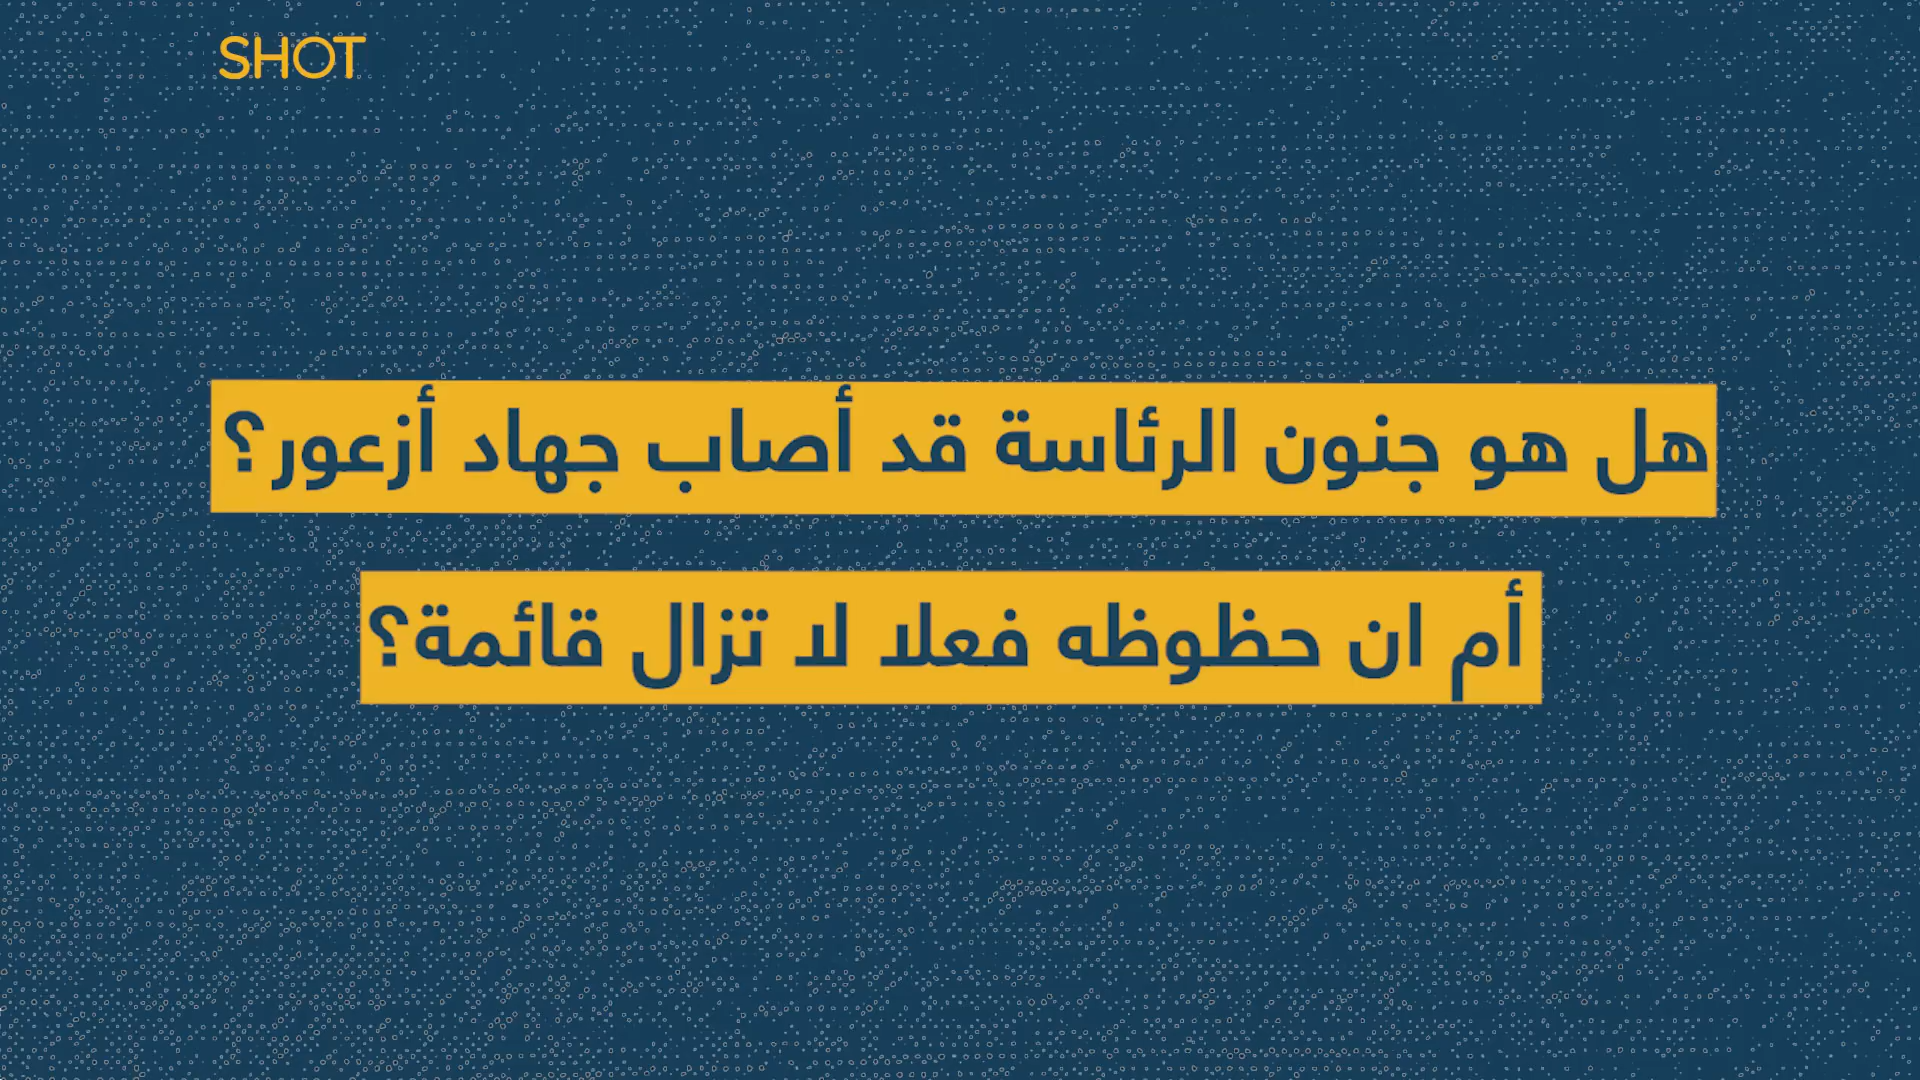 SHOT
هل هو جنون الرئاسة قد أصاب جهاد أزعور؟
أم ان حظوظه فعلا لا تزال قائمة؟